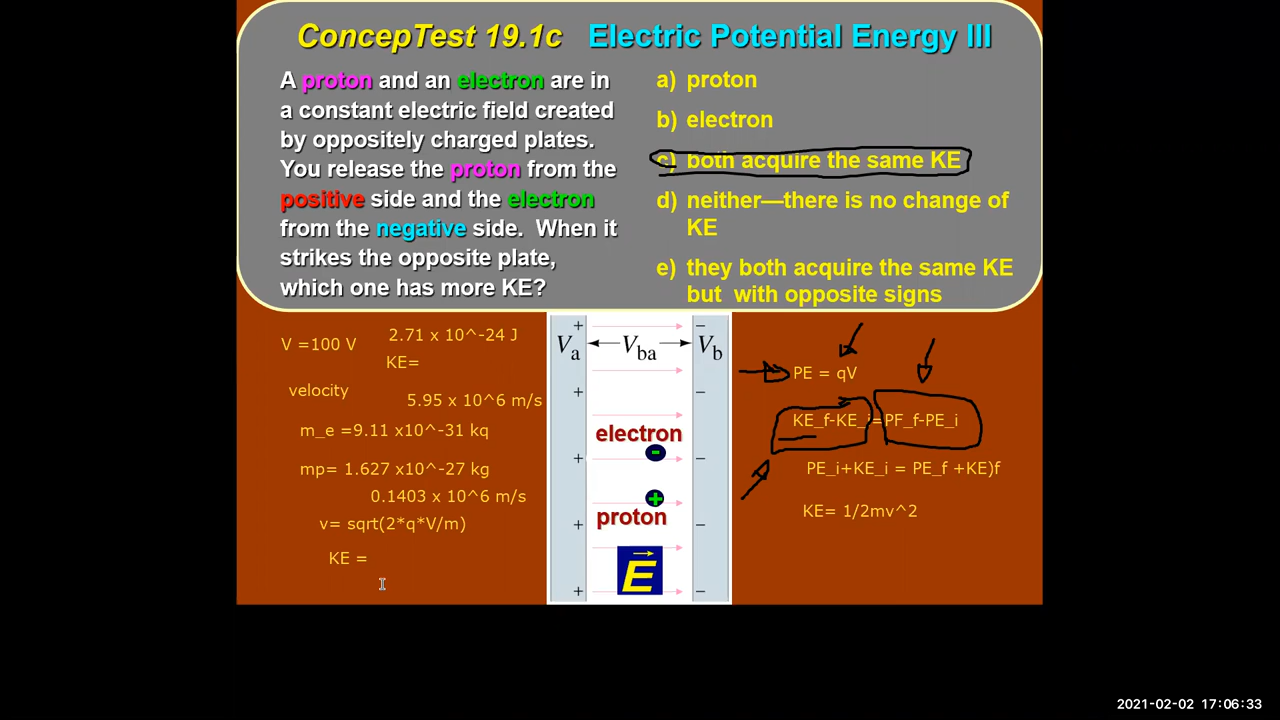 ConcepTest 19.1c Electric Potential Energy III
A proton and an electron are in
a constant electric field created
by oppositely charged plates.
You release the proton from the
positive side and the electron
from the negative side. When it
strikes the opposite plate,
which one has more KE?
a) proton
b) electron
c) both acquire the same KE
d) neither—there is no change of
KE
e) they both acquire the same KE
but with opposite signs
V =100 V
2.71 x 10^-24 J
KE=
velocity
5.95 x 10^6 m/s
m_e =9.11 x10^-31 kq
mp= 1.627 x10^-27 kg
0.1403 x 10^6 m/s
v= sqrt(2*q*V/m)
KE =
+ −
Va Vba Vb
+ −
electron
-
+ −
+
proton
+ −
E
+ −
PE = qV
KE_f-KE_i=PF_f-PE_i
PE_i+KE_i = PE_f +KE)f
KE= 1/2mv^2
2021-02-02 17:06:33